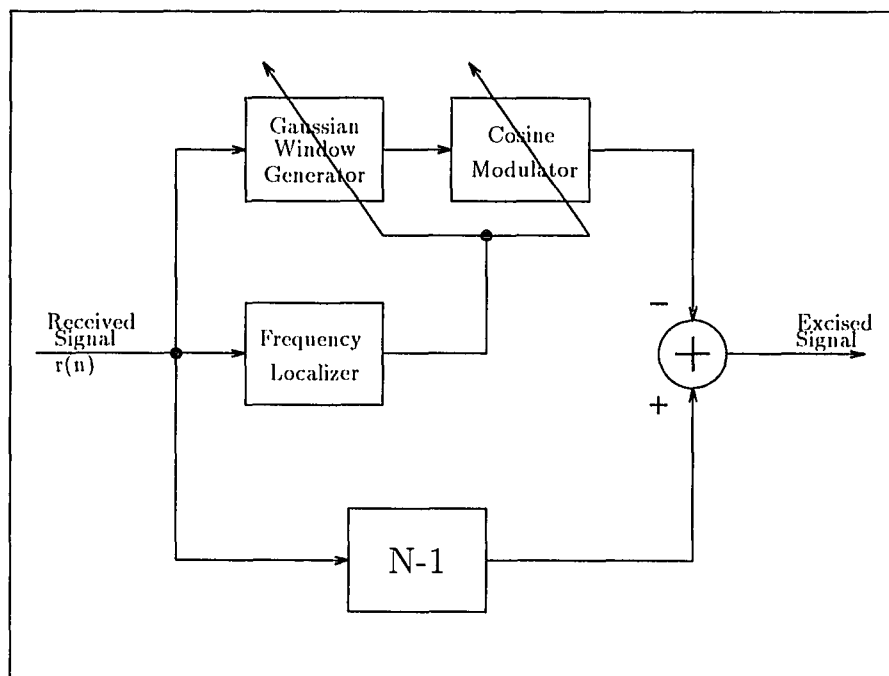 Gaussian
Window
Generator
Cosine
Modulator
Received
Signal
r(n)
Frequency
Localizer
−
+
+
Excised
Signal
N-1